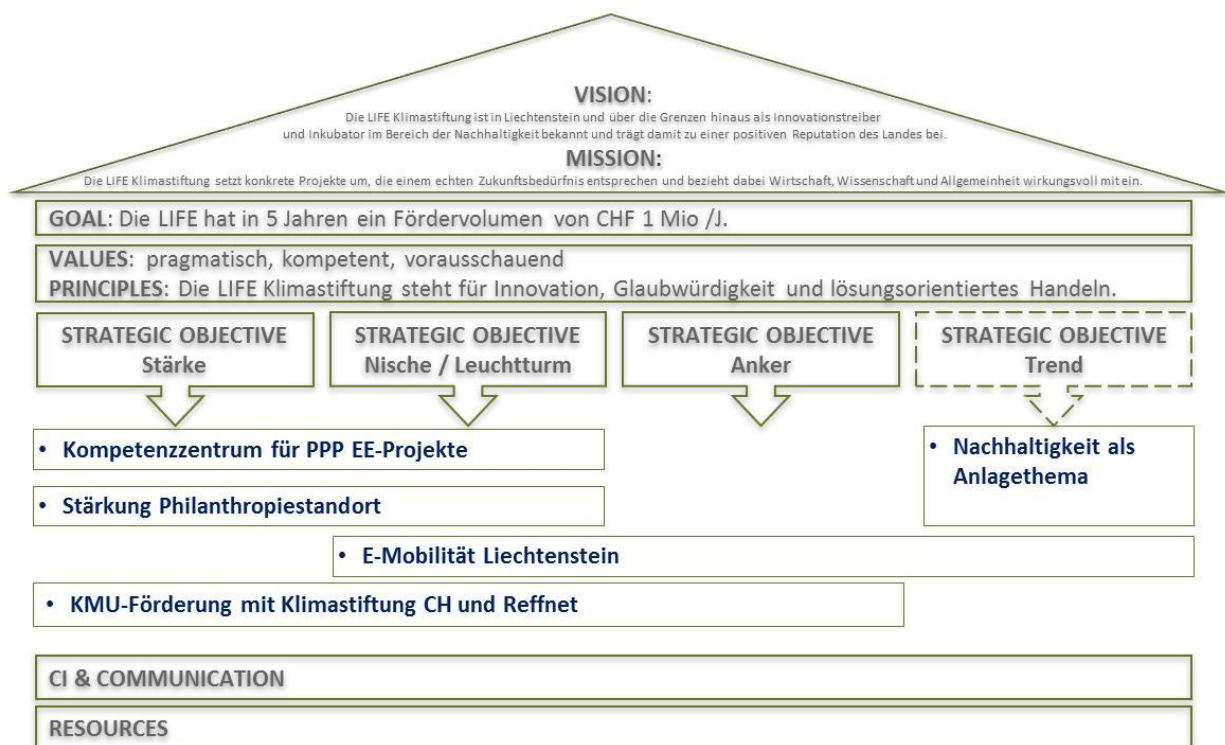 VISION:
Die LIFE Klimastiftung ist in Liechtenstein und über die Grenzen hinaus als Innovationstreiber
und Inkubator im Bereich der Nachhaltigkeit bekannt und trägt damit zu einer positiven Reputation des Landes bei.
MISSION:
Die LIFE Klimastiftung setzt konkrete Projekte um, die einem echten Zukunftsbedürfnis entsprechen und bezieht dabei Wirtschaft, Wissenschaft und Allgemeinheit wirkungsvoll mit ein.
GOAL: Die LIFE hat in 5 Jahren ein Fördervolumen von CHF 1 Mio /J.
VALUES: pragmatisch, kompetent, vorausschauend
PRINCIPLES: Die LIFE Klimastiftung steht für Innovation, Glaubwürdigkeit und lösungsorientiertes Handeln.
STRATEGIC OBJECTIVE
Stärke
STRATEGIC OBJECTIVE
Nische / Leuchtturm
STRATEGIC OBJECTIVE
Anker
STRATEGIC OBJECTIVE
Trend
• Kompetenzzentrum für PPP EE-Projekte
• Nachhaltigkeit als
Anlagethema
• Stärkung Philanthropiestandort
• E-Mobilität Liechtenstein
• KMU-Förderung mit Klimastiftung CH und Reffnet
CI & COMMUNICATION
RESOURCES